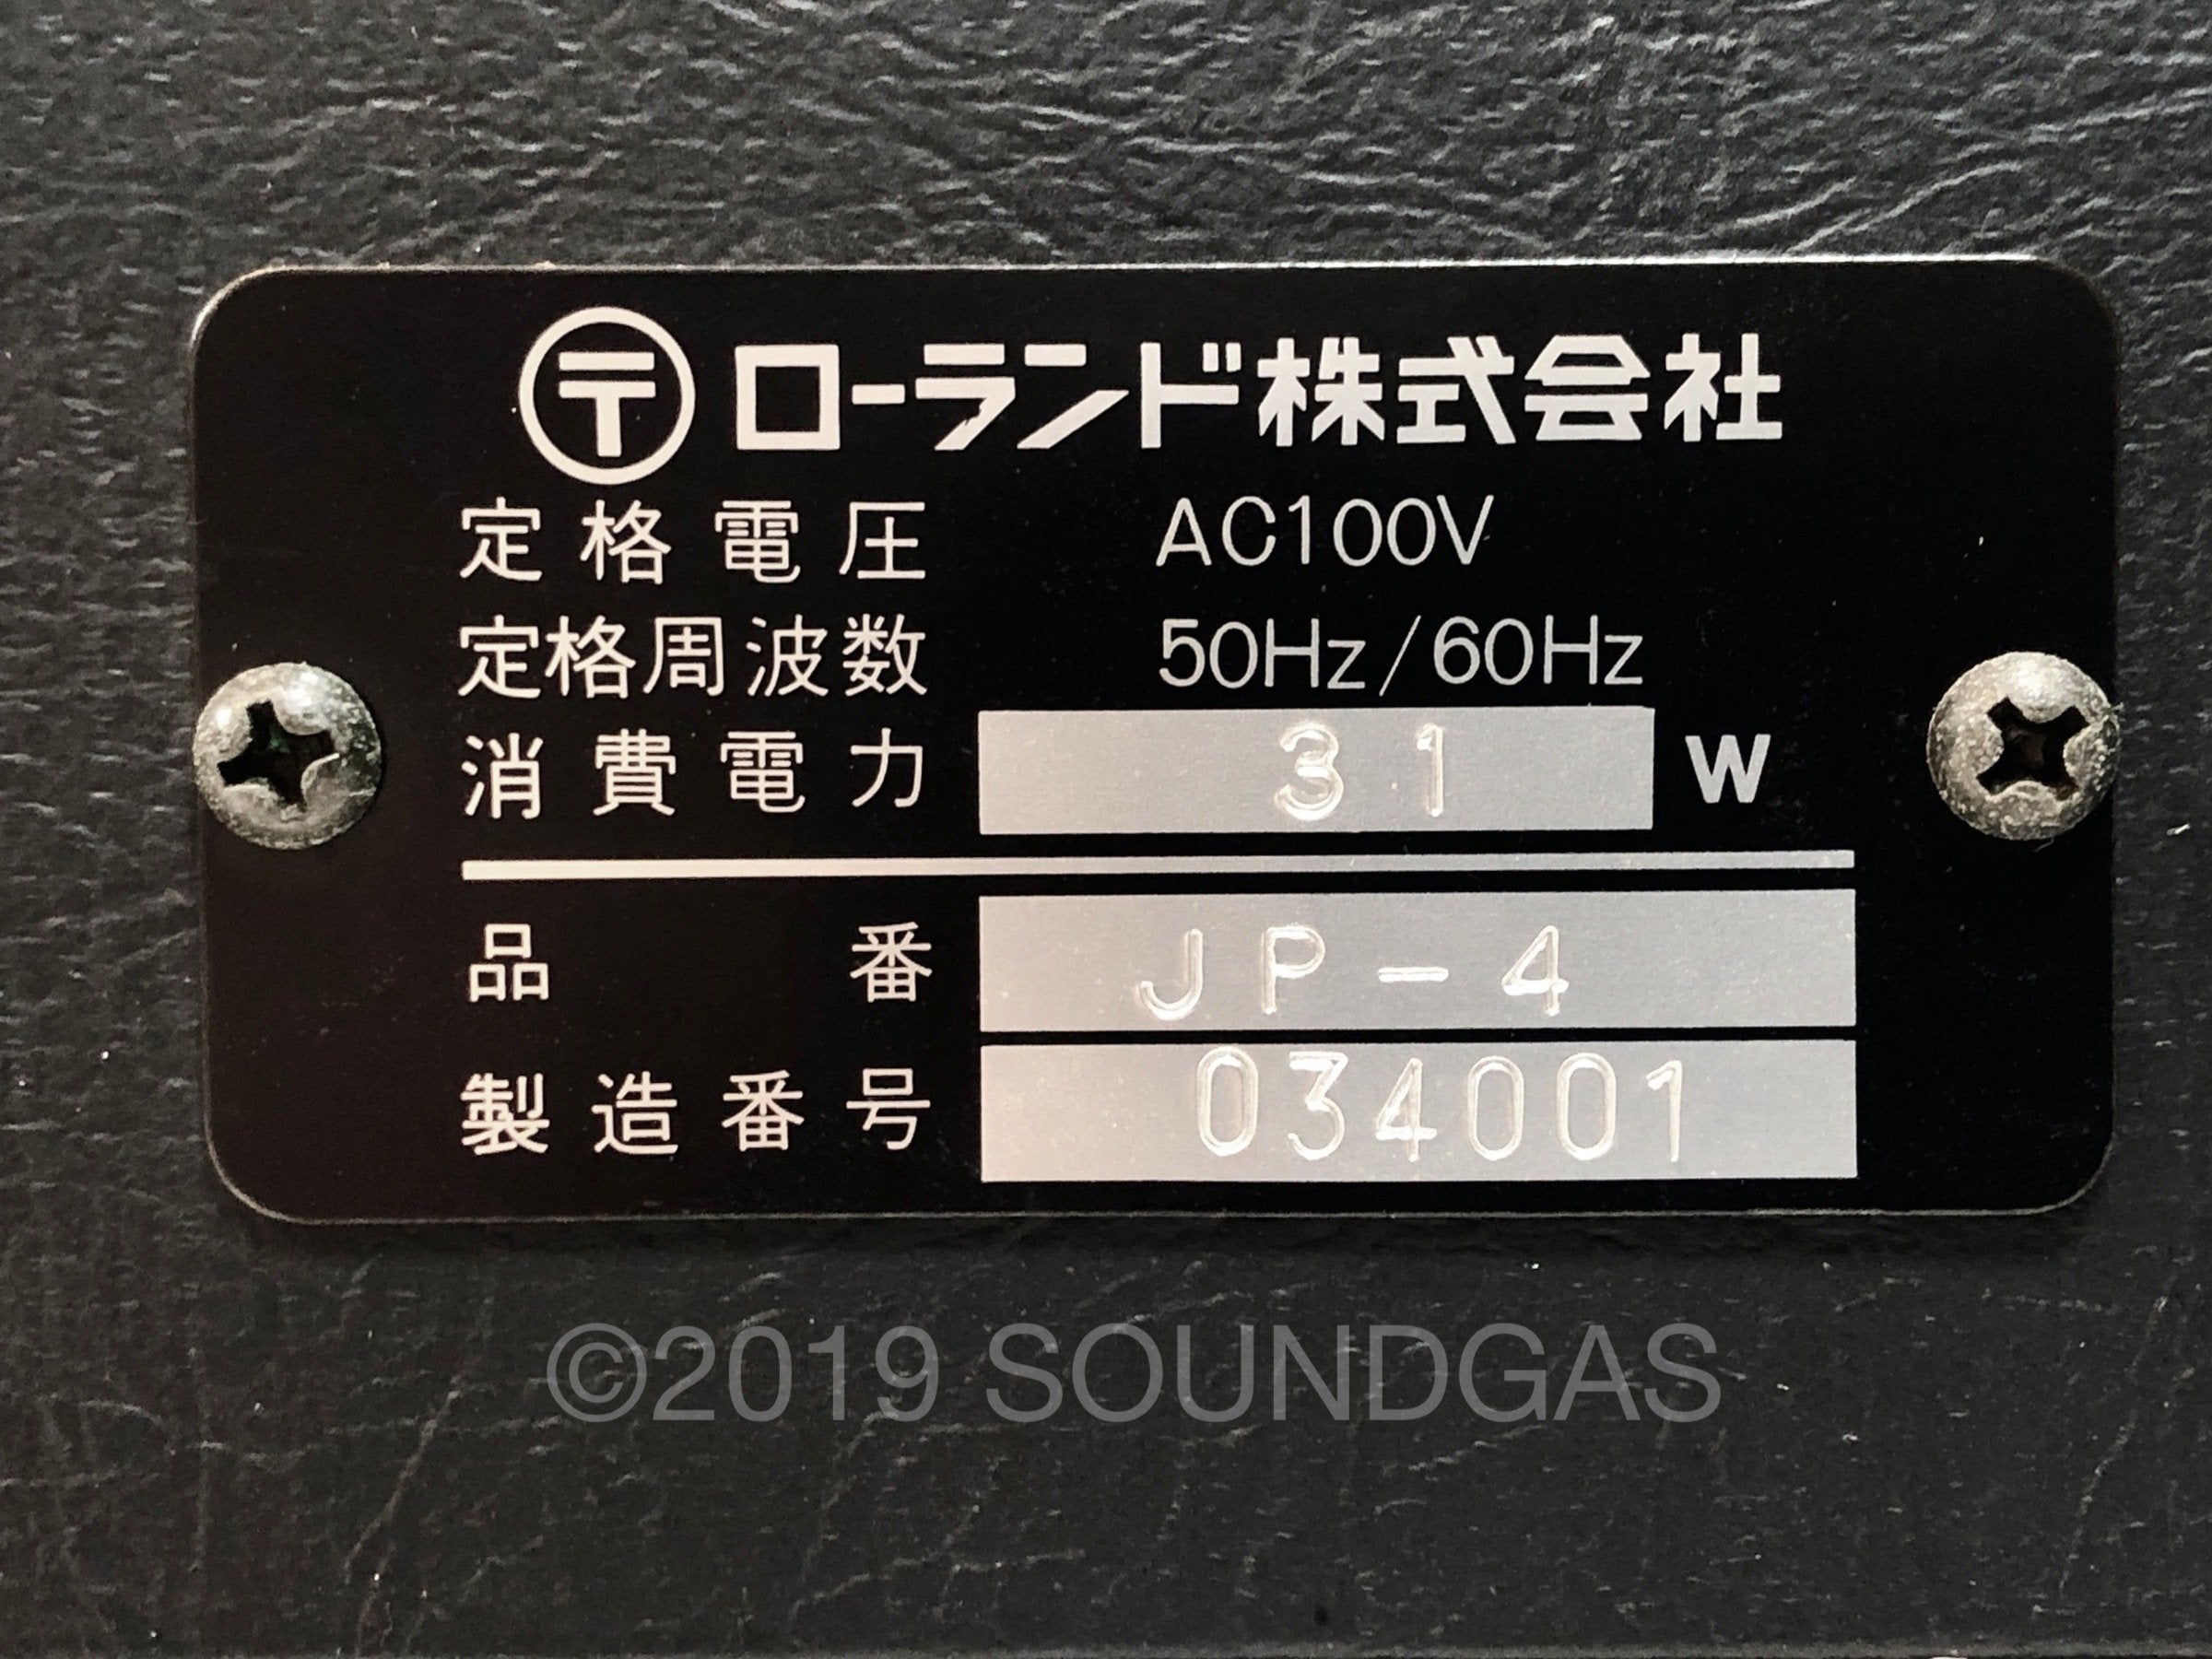 〶 ローランド株式会社
定格電圧 AC100V
定格周波数 50Hz/60Hz
消費電力 31 W
品番 JP-4
製造番号 034001
©2019 SOUNDGAS